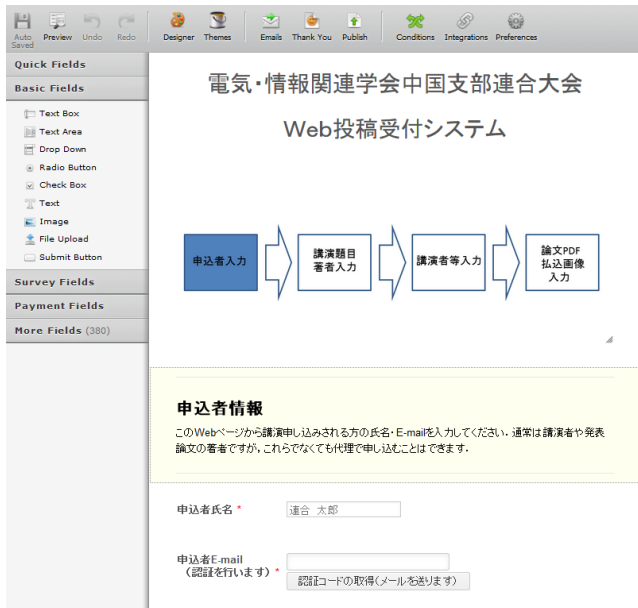 Auto Saved
Preview
Undo
Redo
Designer
Themes
Emails
Thank You
Publish
Conditions
Integrations
Preferences
Quick Fields
Basic Fields
Text Box
Text Area
Drop Down
Radio Button
Check Box
Text
Image
File Upload
Submit Button
Survey Fields
Payment Fields
More Fields (380)
電気・情報関連学会中国支部連合大会
Web投稿受付システム
申込者入力
講演題目
著者入力
講演者等入力
論文PDF
払込画像
入力
申込者情報
このWebページから講演申し込みされる方の氏名・E-mailを入力してください．通常は講演者や発表
論文の著者ですが，これらでなくても代理で申し込むことはできます．
申込者氏名 *
連合 太郎
申込者E-mail
（認証を行います） *
認証コードの取得(メールを送ります)